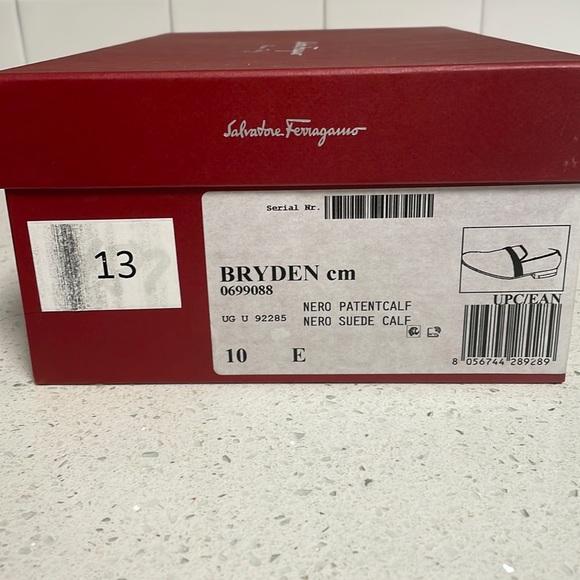 Salvatore Ferragamo
Serial Nr.
13
BRYDEN cm
0699088
UPC/EAN
NERO PATENTCALF
UG U 92285 NERO SUEDE CALF
10 E
8 056744 289289